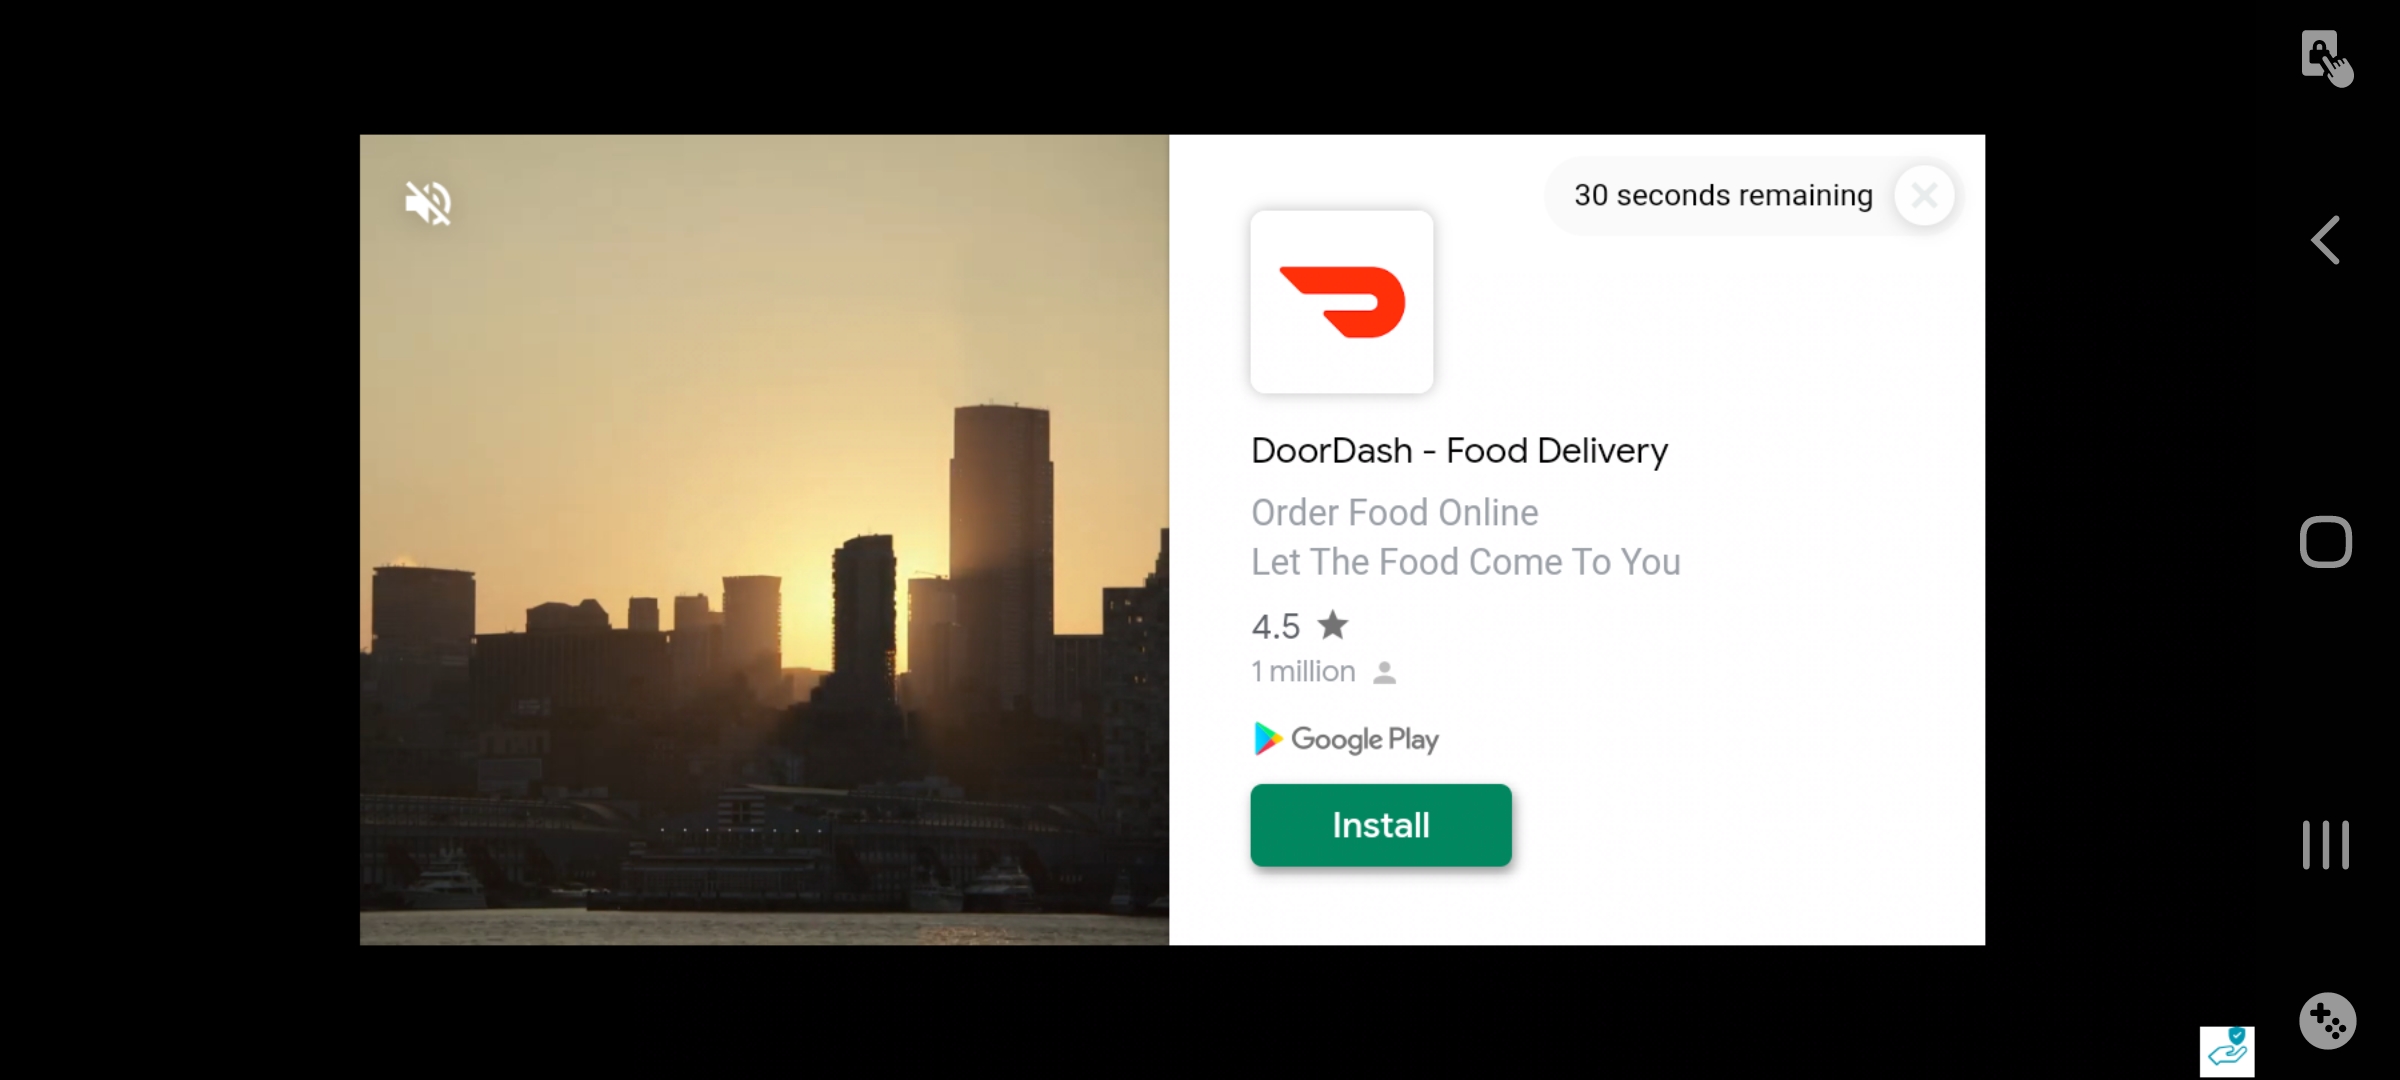 30 seconds remaining
DoorDash - Food Delivery
Order Food Online
Let The Food Come To You
4.5
1 million
Google Play
Install